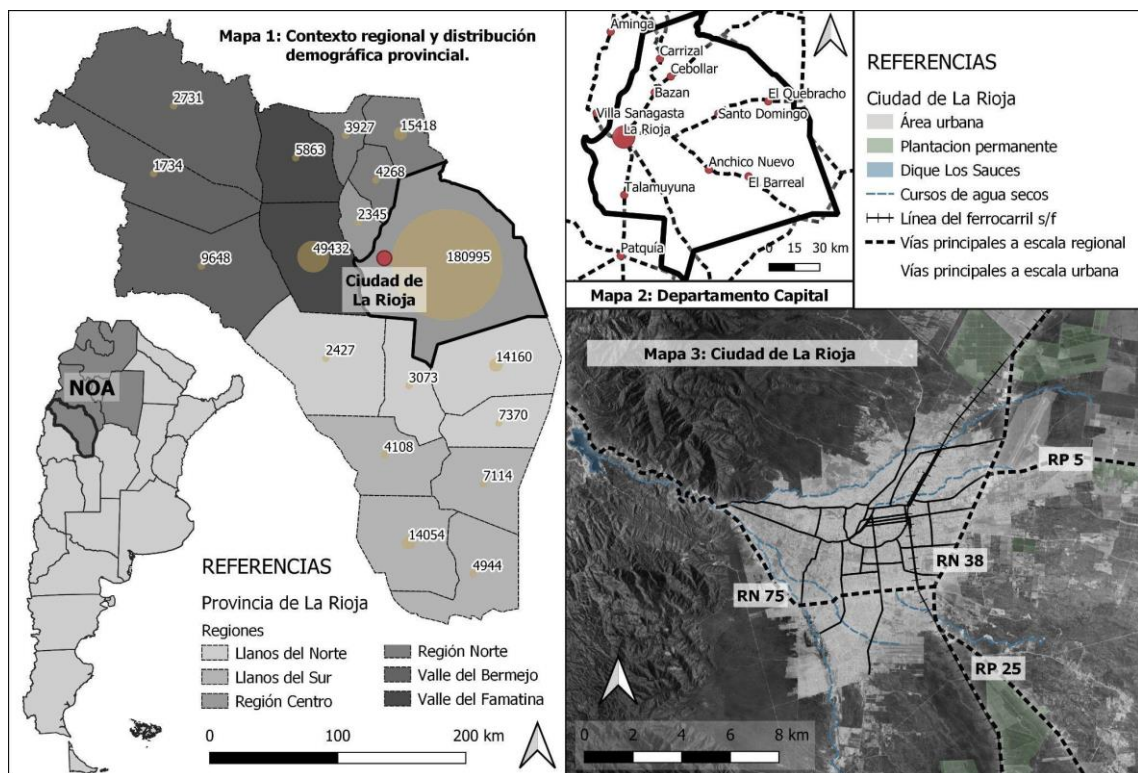 Mapa 1: Contexto regional y distribución
demográfica provincial.
2731
3927
15418
5863
1734
4268
2345
9648
49432
180995
Ciudad de
La Rioja
2427
3073
14160
7370
4108
7114
14054
4944
NOA
REFERENCIAS
Provincia de La Rioja
Regiones
Llanos del Norte
Llanos del Sur
Región Centro
Región Norte
Valle del Bermejo
Valle del Famatina
0 100 200 km
Aminga
Carrizal
Cebollar
Bazan
El Quebracho
Villa Sanagasta
Santo Domingo
La Rioja
Anchico Nuevo
El Barreal
Talamuyuna
Patquía
0 15 30 km
Mapa 2: Departamento Capital
REFERENCIAS
Ciudad de La Rioja
Área urbana
Plantacion permanente
Dique Los Sauces
Cursos de agua secos
Línea del ferrocarril s/f
Vías principales a escala regional
Vías principales a escala urbana
Mapa 3: Ciudad de La Rioja
RP 5
RN 38
RN 75
RP 25
0 2 4 6 8 km